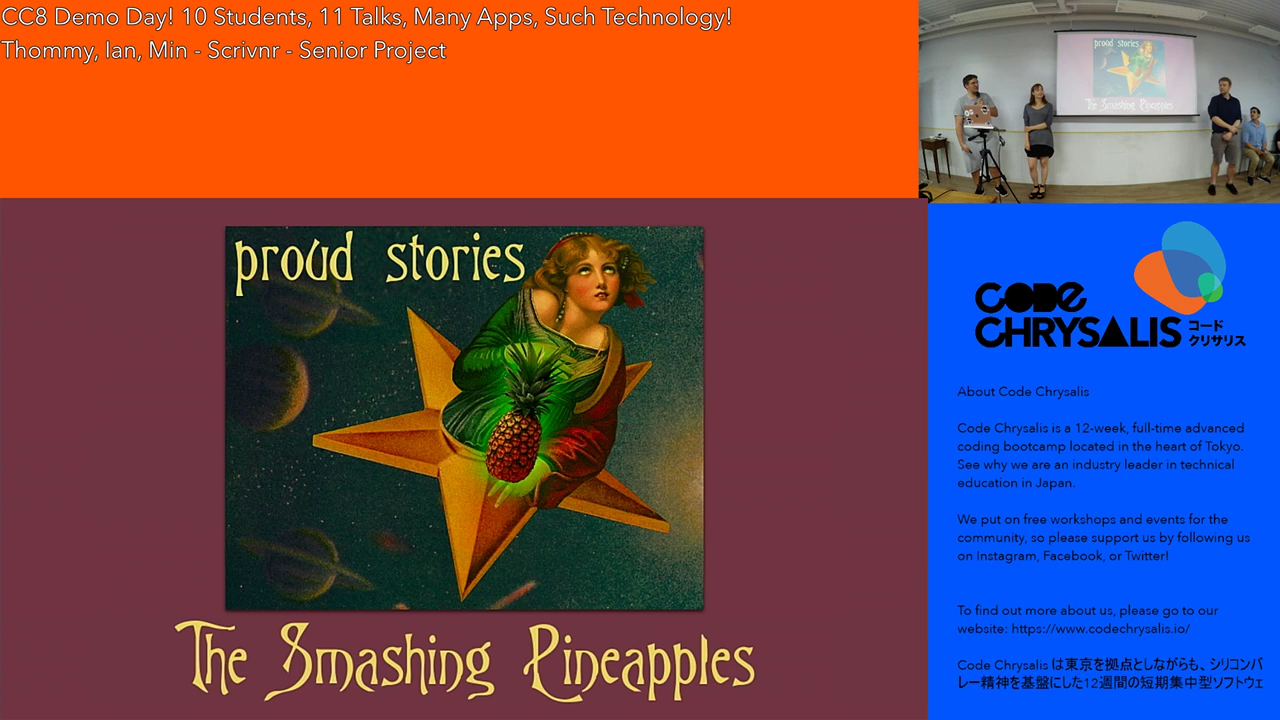 CC8 Demo Day! 10 Students, 11 Talks, Many Apps, Such Technology!
Thommy, Ian, Min - Scrivnr - Senior Project
proud stories
The Smashing Pineapples
proud stories
The Smashing Pineapples
CODE
CHRYSALIS
コード
クリサリス
About Code Chrysalis
Code Chrysalis is a 12-week, full-time advanced
coding bootcamp located in the heart of Tokyo.
See why we are an industry leader in technical
education in Japan.
We put on free workshops and events for the
community, so please support us by following us
on Instagram, Facebook, or Twitter!
To find out more about us, please go to our
website: https://www.codechrysalis.io/
Code Chrysalis は東京を拠点としながらも、シリコンバ
レー精神を基盤にした12週間の短期集中型ソフトウェ